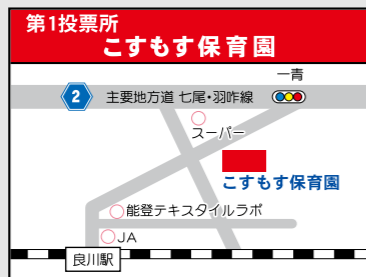 第1投票所
こすもす保育園
一青
2 主要地方道 七尾・羽咋線
スーパー
こすもす保育園
能登テキスタイルラボ
JA
良川駅